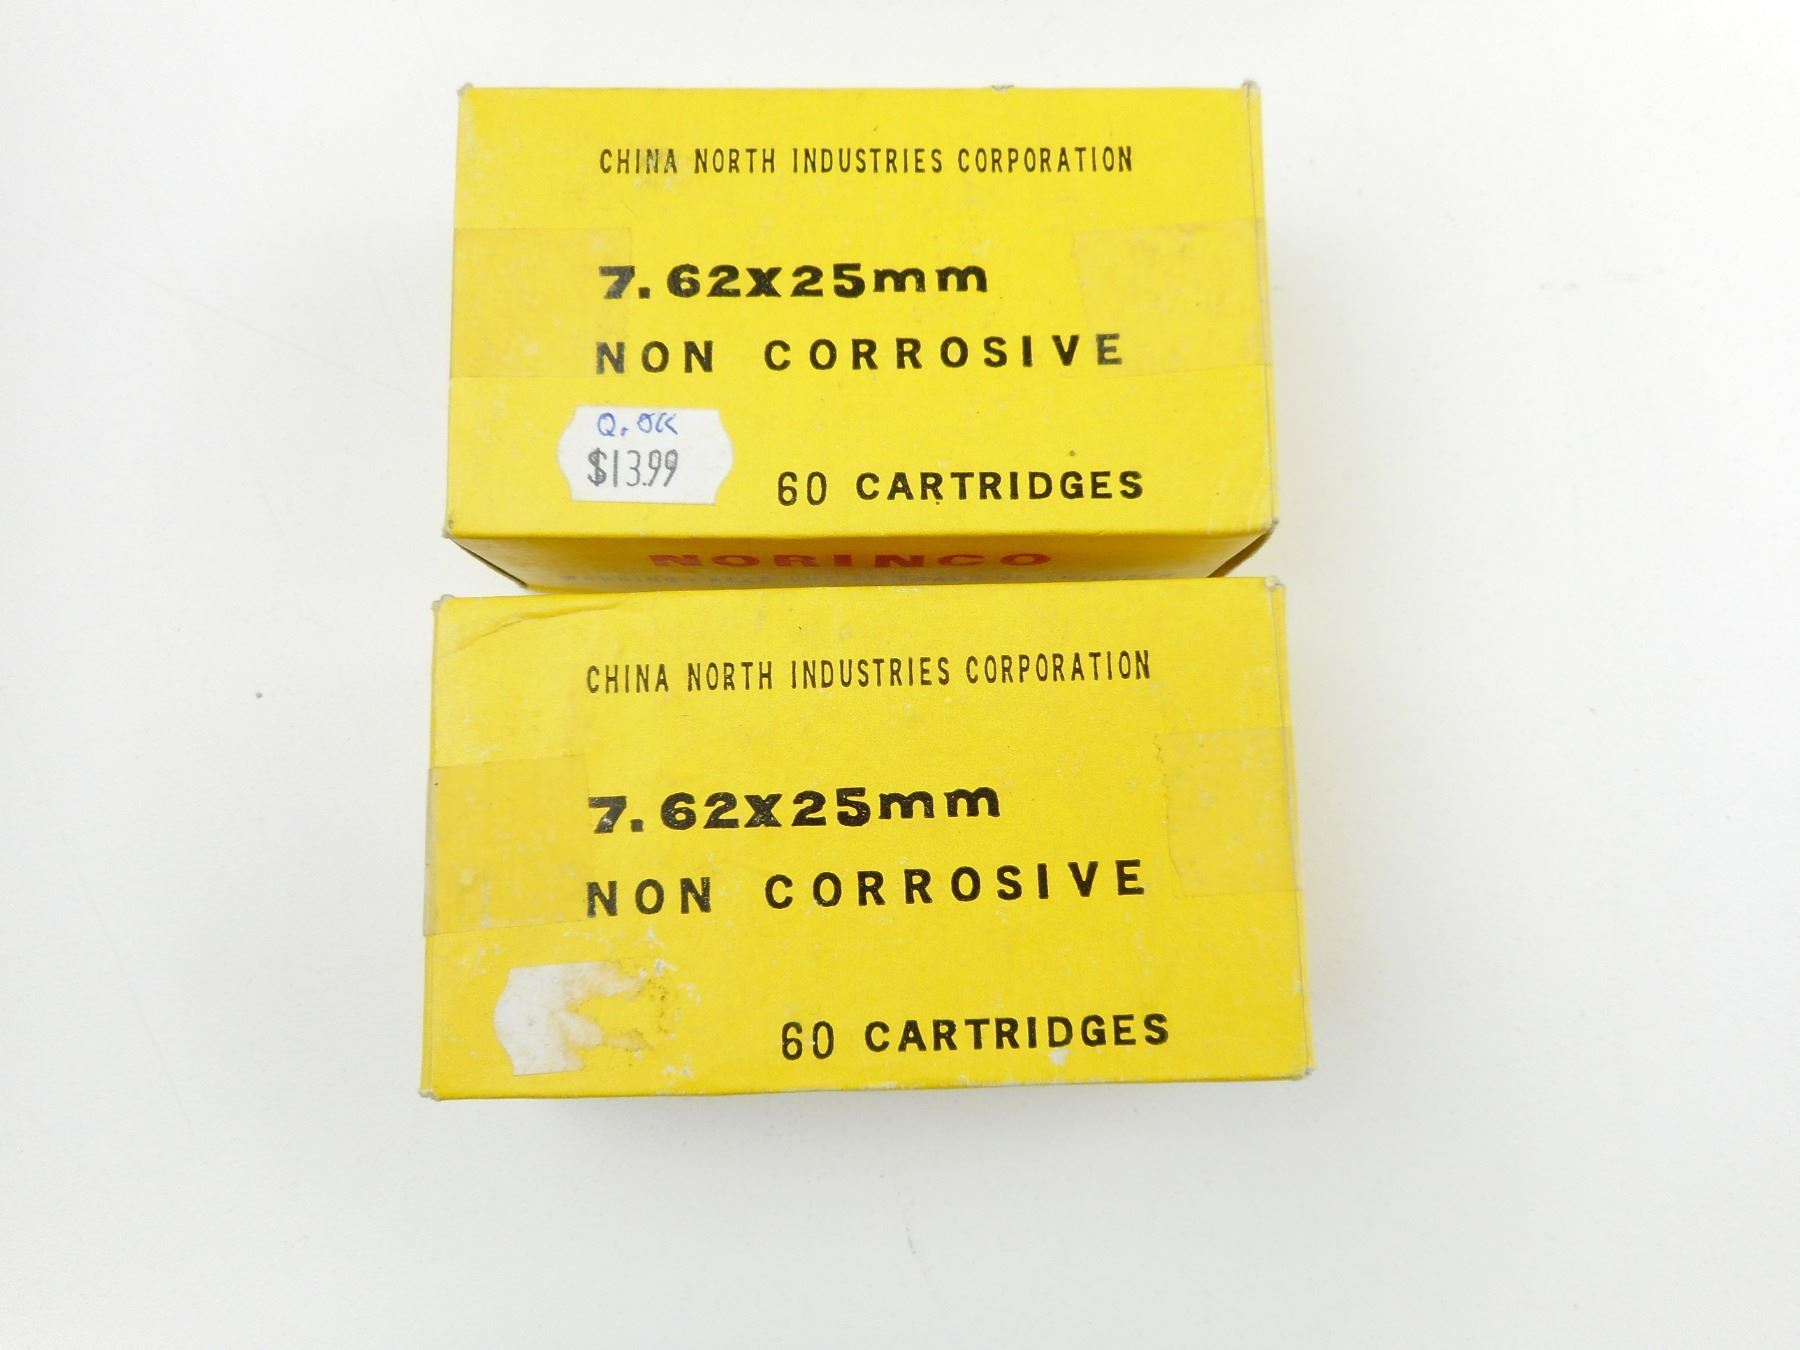 CHINA NORTH INDUSTRIES CORPORATION
7.62X25mm
NON CORROSIVE
Q. OK
$13.99
60 CARTRIDGES
NORINCO
CHINA NORTH INDUSTRIES CORPORATION
7.62X25mm
NON CORROSIVE
60 CARTRIDGES